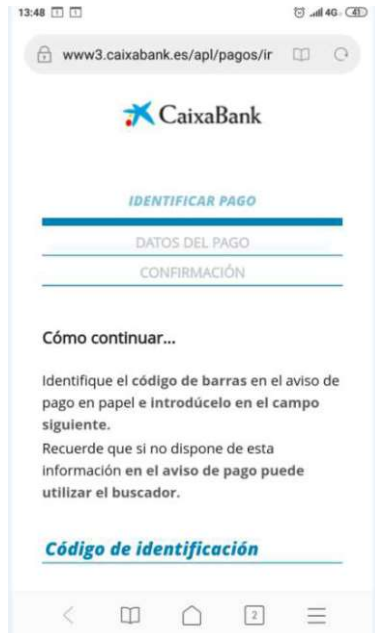 13:48
4G 41
www3.caixabank.es/apl/pagos/ir
CaixaBank
IDENTIFICAR PAGO
DATOS DEL PAGO
CONFIRMACIÓN
Cómo continuar...
Identifique el código de barras en el aviso de
pago en papel e introdúcelo en el campo
siguiente.
Recuerde que si no dispone de esta
información en el aviso de pago puede
utilizar el buscador.
Código de identificación
2